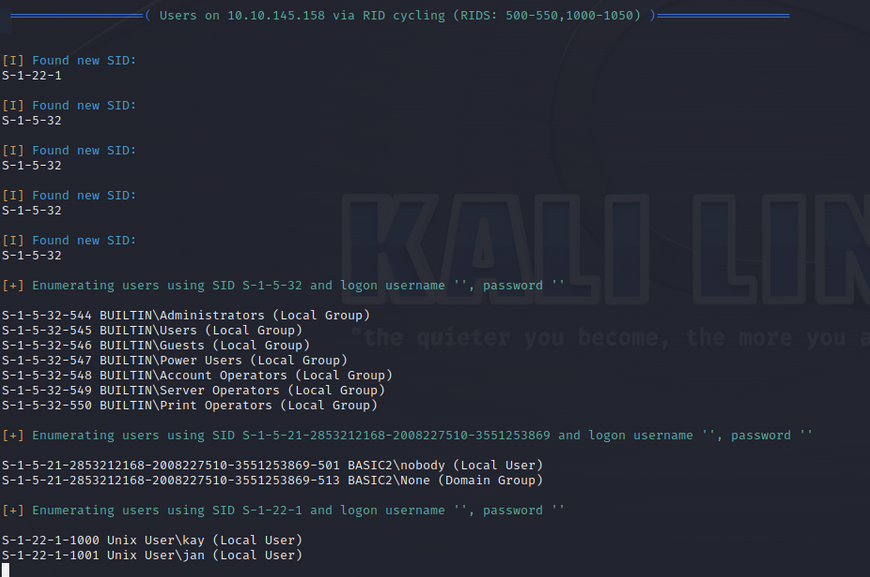 ( Users on 10.10.145.158 via RID cycling (RIDS: 500-550,1000-1050) )
[I] Found new SID:
S-1-22-1
[I] Found new SID:
S-1-5-32
[I] Found new SID:
S-1-5-32
[I] Found new SID:
S-1-5-32
[I] Found new SID:
S-1-5-32
[+] Enumerating users using SID S-1-5-32 and logon username '', password ''
S-1-5-32-544 BUILTIN\Administrators (Local Group)
S-1-5-32-545 BUILTIN\Users (Local Group)
S-1-5-32-546 BUILTIN\Guests (Local Group)
S-1-5-32-547 BUILTIN\Power Users (Local Group)
S-1-5-32-548 BUILTIN\Account Operators (Local Group)
S-1-5-32-549 BUILTIN\Server Operators (Local Group)
S-1-5-32-550 BUILTIN\Print Operators (Local Group)
[+] Enumerating users using SID S-1-5-21-2853212168-2008227510-3551253869 and logon username '', password ''
S-1-5-21-2853212168-2008227510-3551253869-501 BASIC2\nobody (Local User)
S-1-5-21-2853212168-2008227510-3551253869-513 BASIC2\None (Domain Group)
[+] Enumerating users using SID S-1-22-1 and logon username '', password ''
S-1-22-1-1000 Unix User\kay (Local User)
S-1-22-1-1001 Unix User\jan (Local User)
KALI LIN
"the quieter you become, the more you a